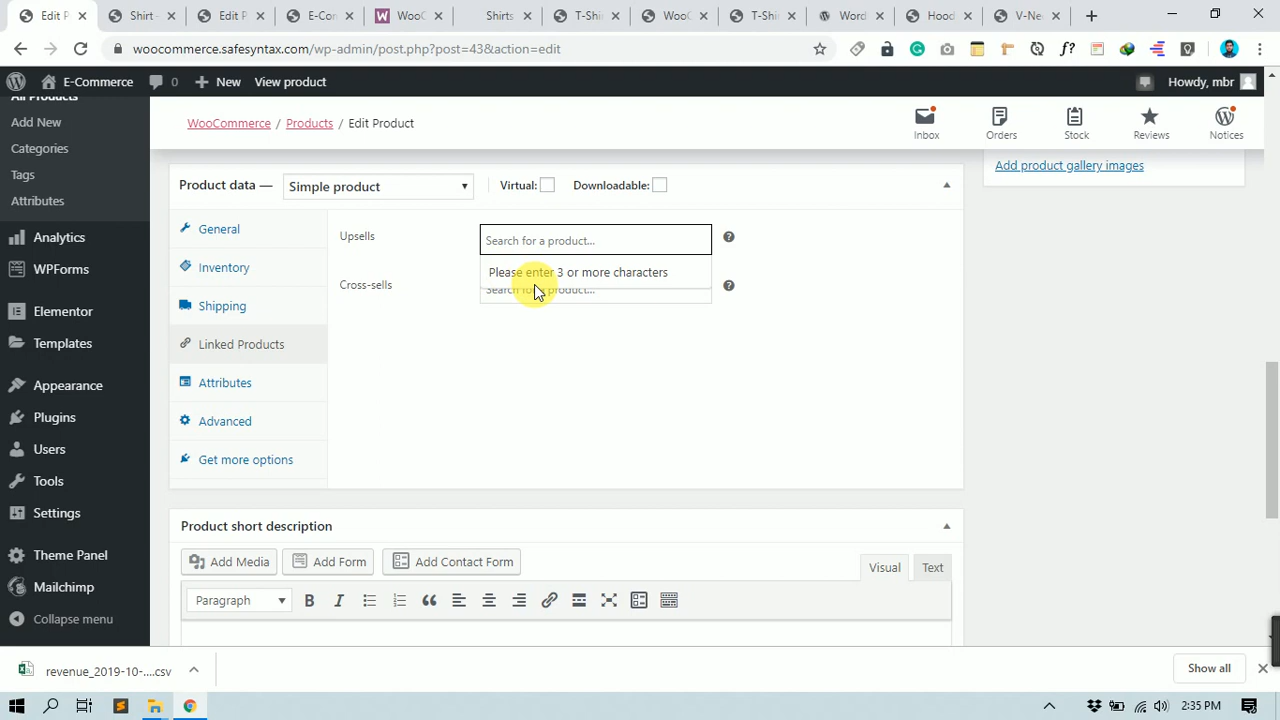 Edit P
Shirt –
Edit P
E-Con
WooC
Shirts
T-Shi
WooC
T-Shi
Word
Hood
V-Ne
woocommerce.safesyntax.com/wp-admin/post.php?post=43&action=edit
f?
E-Commerce
0
New
View product
Howdy, mbr
All Products
Add New
Categories
Tags
Attributes
Analytics
WPForms
Elementor
Templates
Appearance
Plugins
Users
Tools
Settings
Theme Panel
Mailchimp
Collapse menu
WooCommerce / Products / Edit Product
Inbox
Orders
Stock
Reviews
Notices
Add product gallery images
Product data — Simple product
Virtual:
Downloadable:
General
Inventory
Shipping
Linked Products
Attributes
Advanced
Get more options
Upsells
Search for a product...
Please enter 3 or more characters
Cross-sells
Search for a product...
Product short description
Add Media
Add Form
Add Contact Form
Visual
Text
Paragraph
B
I
revenue_2019-10-....csv
Show all
2:35 PM